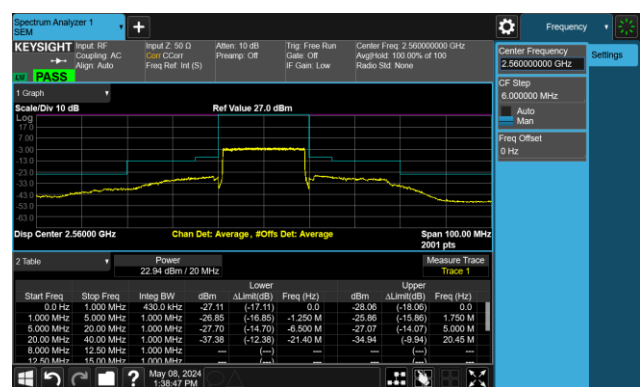 Spectrum Analyzer 1
SEM
Frequency
KEYSIGHT
Input: RF
Coupling: AC
Align: Auto
Input Z: 50 Ω
Corr CCorr
Freq Ref: Int (S)
Atten: 10 dB
Preamp: Off
Trig: Free Run
Gate: Off
IF Gain: Low
Center Freq: 2.560000000 GHz
Avg|Hold: 100.00% of 100
Radio Std: None
LXI PASS
Center Frequency
2.560000000 GHz
Settings
CF Step
6.000000 MHz
Auto
Man
Freq Offset
0 Hz
1 Graph
Scale/Div 10 dB
Ref Value 27.0 dBm
Log
17.0
7.00
-3.00
-13.0
-23.0
-33.0
-43.0
-53.0
-63.0
Disp Center 2.56000 GHz
Chan Det: Average, #Offs Det: Average
Span 100.00 MHz
2001 pts
2 Table
Power
22.94 dBm / 20 MHz
Measure Trace
Trace 1
Lower Upper
Start Freq Stop Freq Integ BW dBm ΔLimit(dB) Freq (Hz) dBm ΔLimit(dB) Freq (Hz)
0.0 Hz 1.000 MHz 430.0 kHz -27.11 (-17.11) 0.0 -28.06 (-18.06) 0.0
1.000 MHz 5.000 MHz 1.000 MHz -26.85 (-16.85) -1.250 M -25.86 (-15.86) 1.750 M
5.000 MHz 20.00 MHz 1.000 MHz -27.70 (-14.70) -6.500 M -27.07 (-14.07) 5.000 M
20.00 MHz 40.00 MHz 1.000 MHz -37.38 (-12.38) -21.40 M -34.94 (-9.94) 20.45 M
8.000 MHz 12.50 MHz 1.000 MHz --- (---) --- (---) ---
12.50 MHz 15.00 MHz 1.000 MHz --- (---) --- (---) ---
May 08, 2024
1:38:47 PM